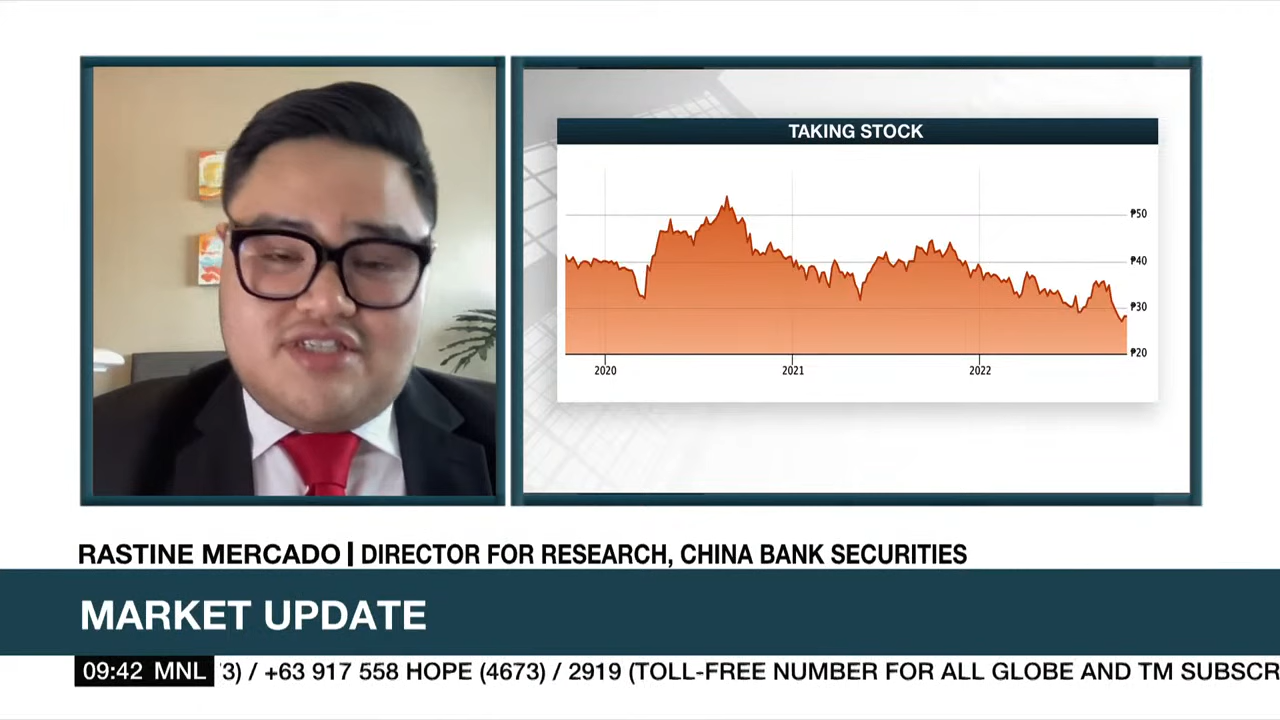 TAKING STOCK
₱50
₱40
₱30
₱20
2020 2021 2022
RASTINE MERCADO | DIRECTOR FOR RESEARCH, CHINA BANK SECURITIES
MARKET UPDATE
09:42 MNL 3) / +63 917 558 HOPE (4673) / 2919 (TOLL-FREE NUMBER FOR ALL GLOBE AND TM SUBSCR